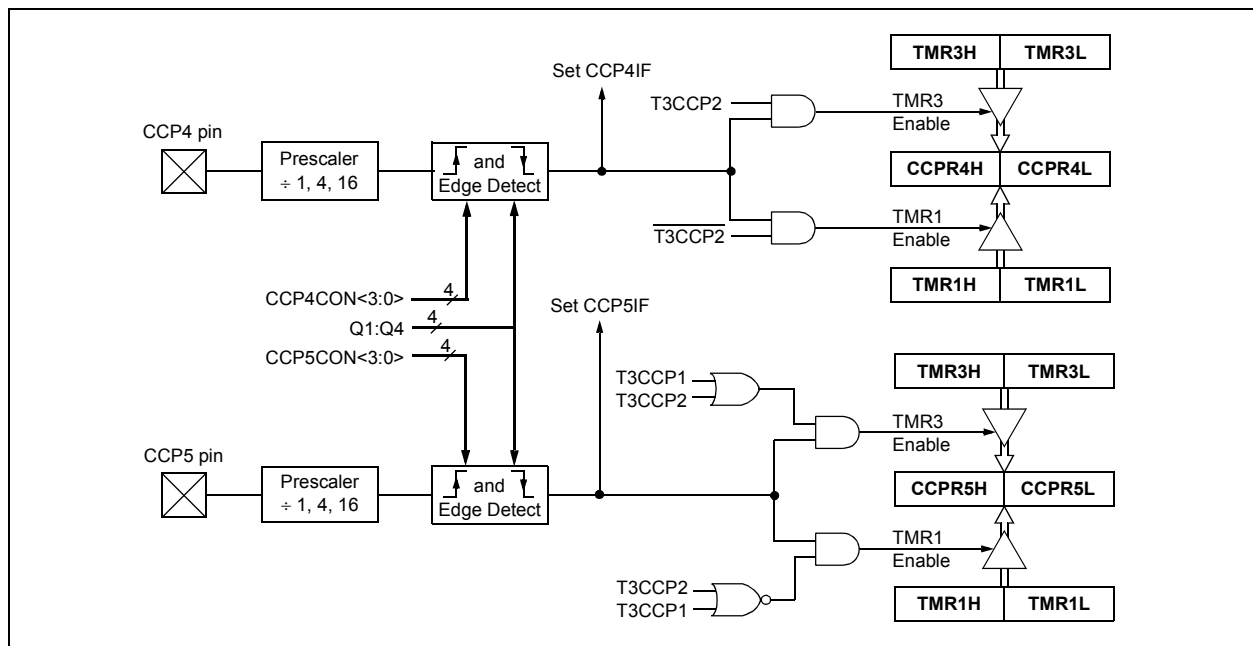 TMR3H TMR3L
Set CCP4IF
T3CCP2
TMR3
Enable
CCP4 pin
Prescaler
÷ 1, 4, 16
and
Edge Detect
CCPR4H CCPR4L
T3CCP2
TMR1
Enable
TMR1H TMR1L
CCP4CON<3:0> 4
Q1:Q4 4
CCP5CON<3:0> 4
Set CCP5IF
TMR3H TMR3L
T3CCP1
T3CCP2
TMR3
Enable
CCP5 pin
Prescaler
÷ 1, 4, 16
and
Edge Detect
CCPR5H CCPR5L
TMR1
Enable
T3CCP2
T3CCP1
TMR1H TMR1L